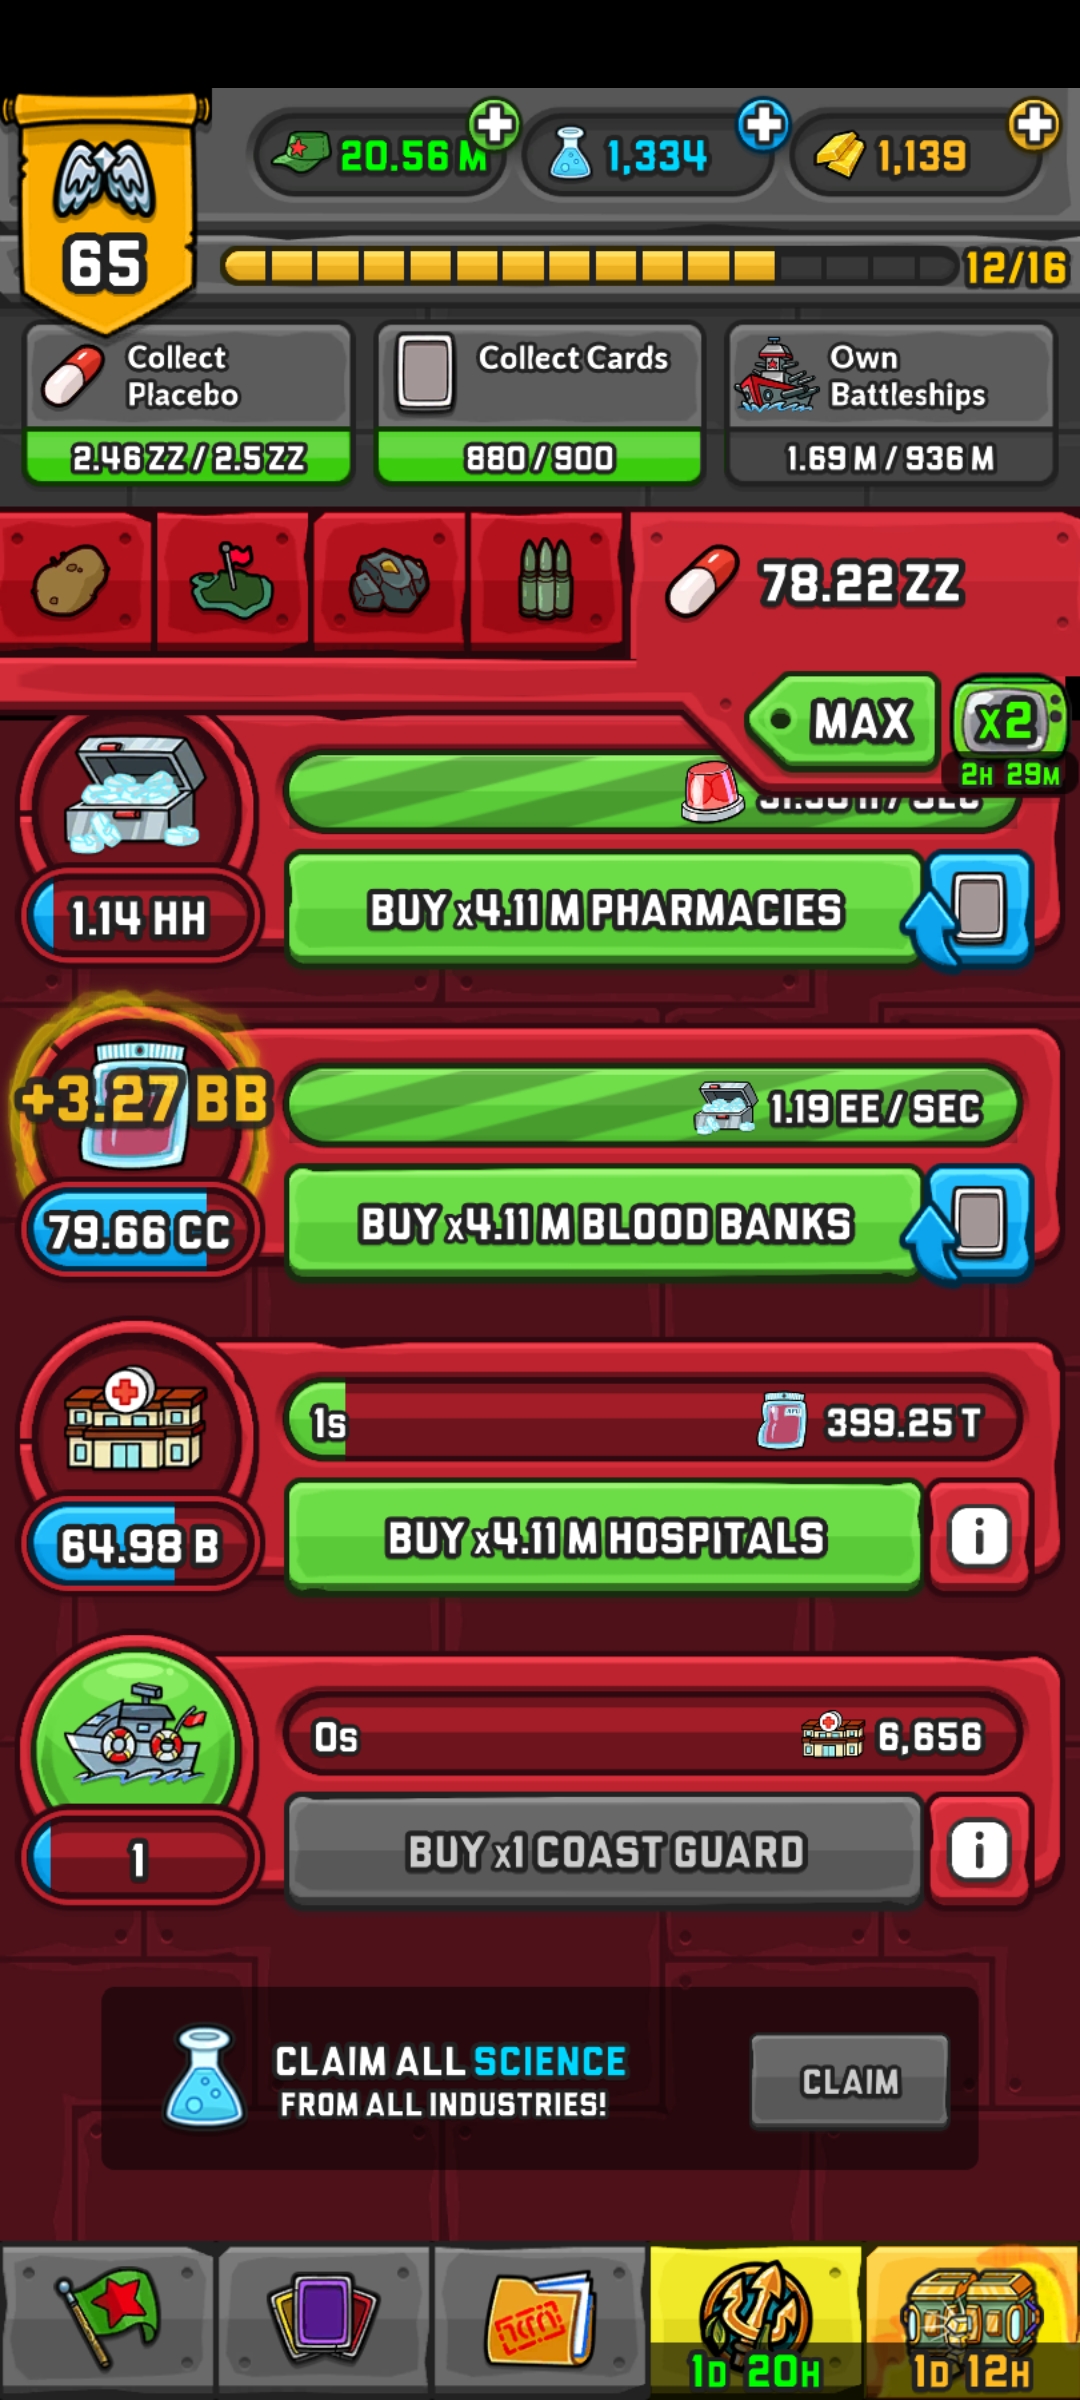 65
20.56 M
1,334
1,139
12/16
Collect
Placebo
2.46 ZZ / 2.5 ZZ
Collect Cards
880 / 900
Own
Battleships
1.69 M / 936 M
78.22 ZZ
MAX
x2
2H 29M
1.14 HH
BUY x4.11 M PHARMACIES
+3.27 BB
1.19 EE / SEC
79.66 CC
BUY x4.11 M BLOOD BANKS
1s
399.25 T
64.98 B
BUY x4.11 M HOSPITALS
i
0s
6,656
1
BUY x1 COAST GUARD
i
CLAIM ALL SCIENCE
FROM ALL INDUSTRIES!
CLAIM
1D 20H
1D 12H